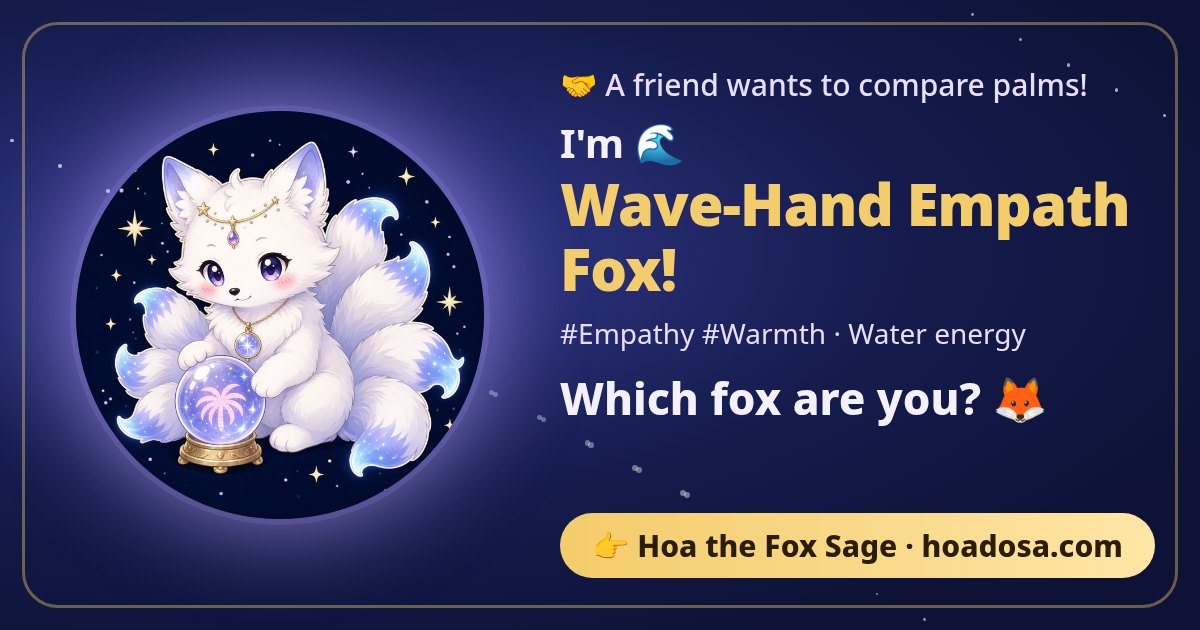 🤝 A friend wants to compare palms!
I'm 🌊
Wave-Hand Empath
Fox!
#Empathy #Warmth · Water energy
Which fox are you? 🦊
👉 Hoa the Fox Sage · hoadosa.com